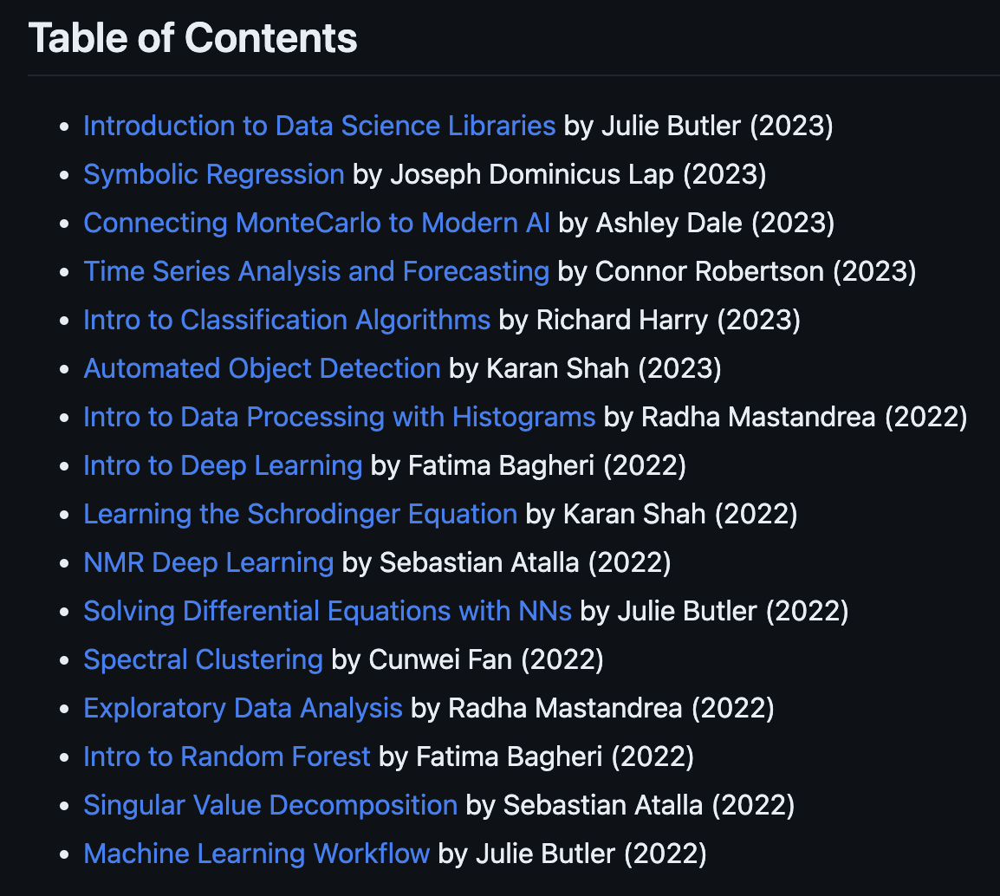 Table of Contents
Introduction to Data Science Libraries by Julie Butler (2023)
Symbolic Regression by Joseph Dominicus Lap (2023)
Connecting MonteCarlo to Modern AI by Ashley Dale (2023)
Time Series Analysis and Forecasting by Connor Robertson (2023)
Intro to Classification Algorithms by Richard Harry (2023)
Automated Object Detection by Karan Shah (2023)
Intro to Data Processing with Histograms by Radha Mastandrea (2022)
Intro to Deep Learning by Fatima Bagheri (2022)
Learning the Schrodinger Equation by Karan Shah (2022)
NMR Deep Learning by Sebastian Atalla (2022)
Solving Differential Equations with NNs by Julie Butler (2022)
Spectral Clustering by Cunwei Fan (2022)
Exploratory Data Analysis by Radha Mastandrea (2022)
Intro to Random Forest by Fatima Bagheri (2022)
Singular Value Decomposition by Sebastian Atalla (2022)
Machine Learning Workflow by Julie Butler (2022)